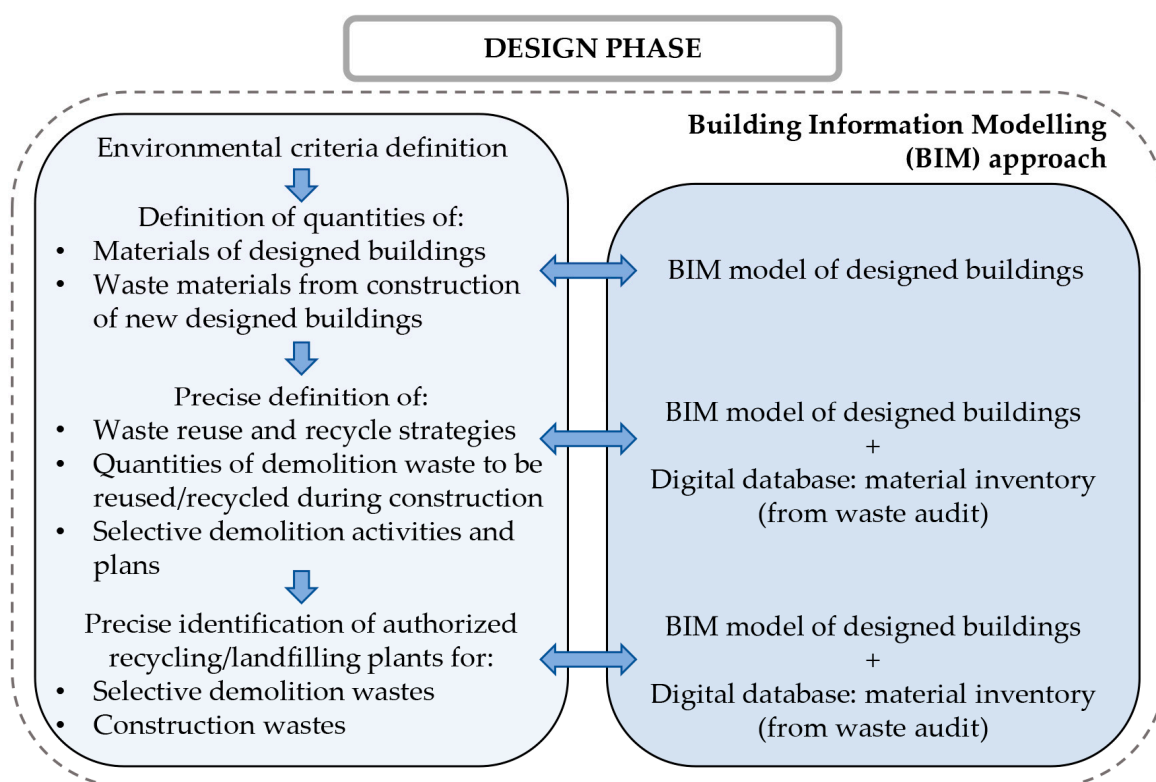 DESIGN PHASE
Building Information Modelling
(BIM) approach
Environmental criteria definition
Definition of quantities of:
• Materials of designed buildings
• Waste materials from construction
of new designed buildings
BIM model of designed buildings
Precise definition of:
• Waste reuse and recycle strategies
• Quantities of demolition waste to be
reused/recycled during construction
• Selective demolition activities and
plans
BIM model of designed buildings
+
Digital database: material inventory
(from waste audit)
Precise identification of authorized
recycling/landfilling plants for:
• Selective demolition wastes
• Construction wastes
BIM model of designed buildings
+
Digital database: material inventory
(from waste audit)